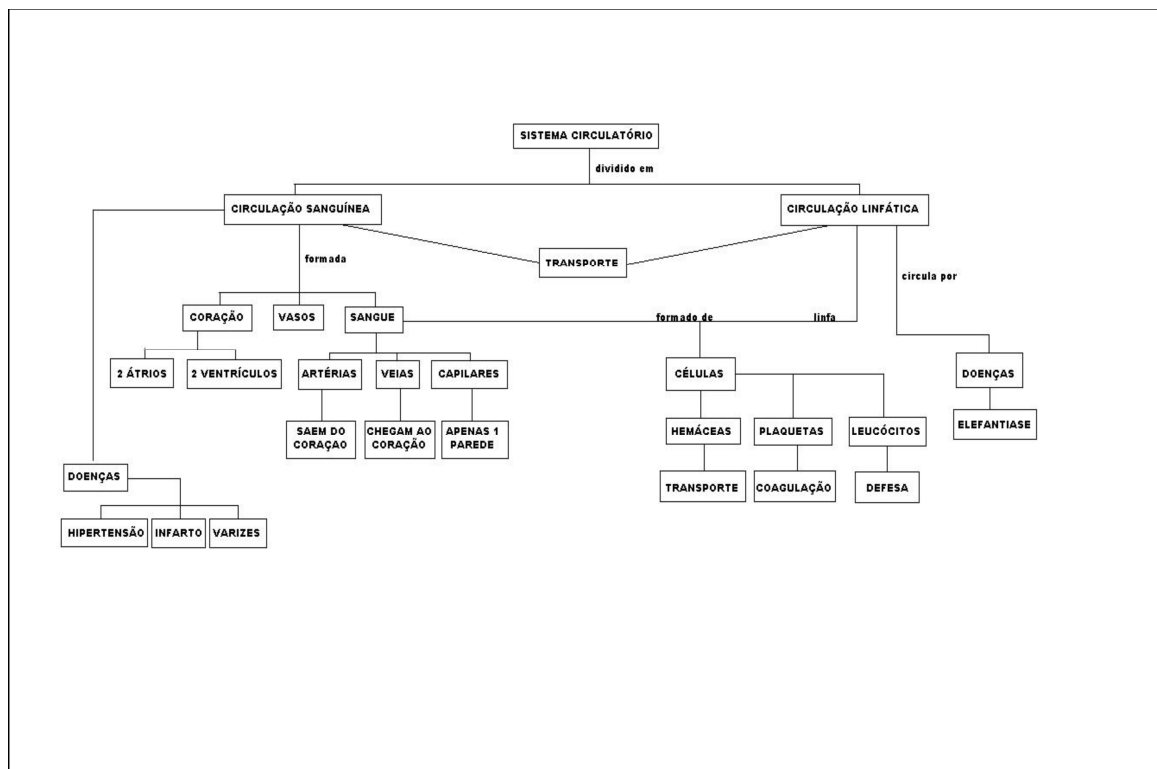 SISTEMA CIRCULATÓRIO
dividido em
CIRCULAÇÃO SANGUÍNEA
CIRCULAÇÃO LINFÁTICA
TRANSPORTE
formada
circula por
CORAÇÃO
VASOS
SANGUE
formado de
linfa
2 ÁTRIOS
2 VENTRÍCULOS
ARTÉRIAS
VEIAS
CAPILARES
CÉLULAS
DOENÇAS
SAEM DO
CORAÇAO
CHEGAM AO
CORAÇÃO
APENAS 1
PAREDE
HEMÁCEAS
PLAQUETAS
LEUCÓCITOS
ELEFANTIASE
DOENÇAS
TRANSPORTE
COAGULAÇÃO
DEFESA
HIPERTENSÃO
INFARTO
VARIZES